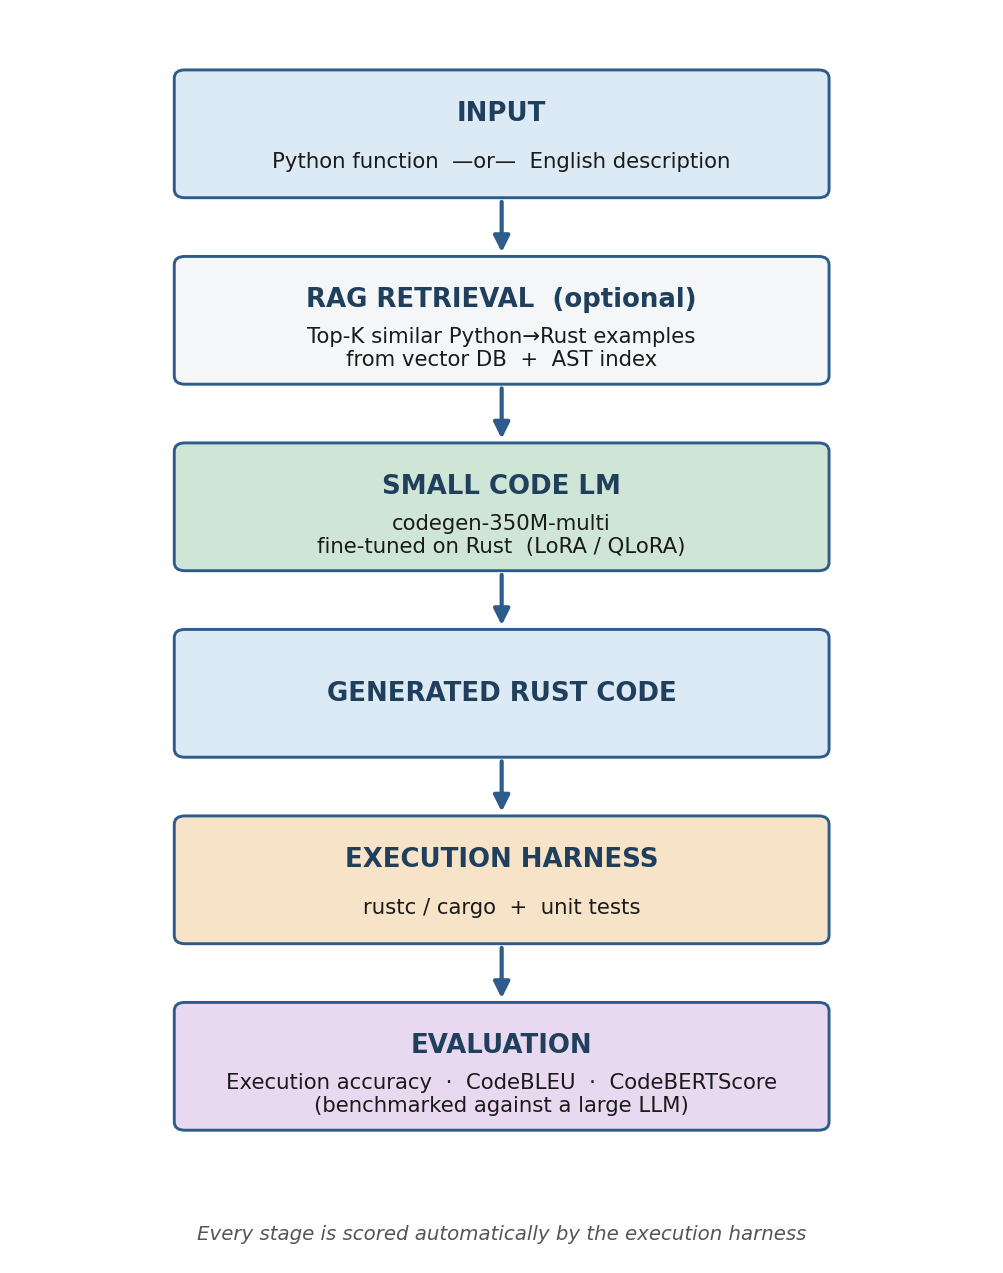 INPUT
Python function —or— English description
RAG RETRIEVAL (optional)
Top-K similar Python→Rust examples
from vector DB + AST index
SMALL CODE LM
codegen-350M-multi
fine-tuned on Rust (LoRA / QLoRA)
GENERATED RUST CODE
EXECUTION HARNESS
rustc / cargo + unit tests
EVALUATION
Execution accuracy · CodeBLEU · CodeBERTScore
(benchmarked against a large LLM)
Every stage is scored automatically by the execution harness